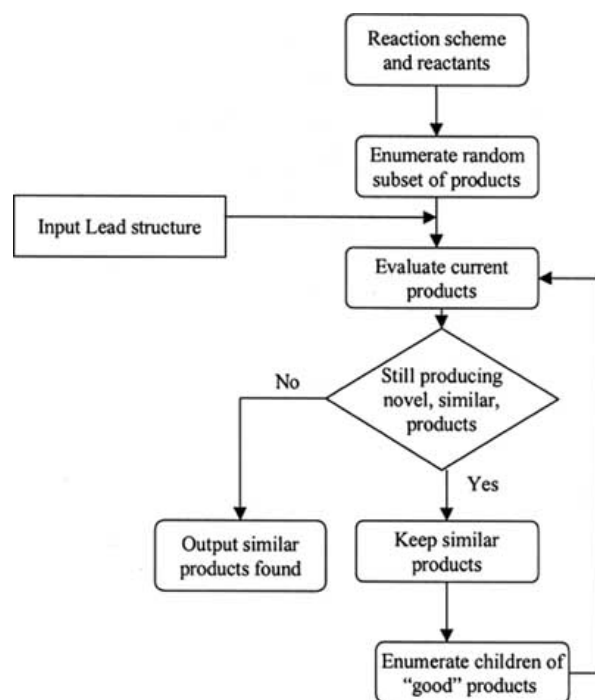 Reaction scheme
and reactants
Enumerate random
subset of products
Input Lead structure
Evaluate current
products
No
Still producing
novel, similar,
products
Yes
Output similar
products found
Keep similar
products
Enumerate children of
“good” products